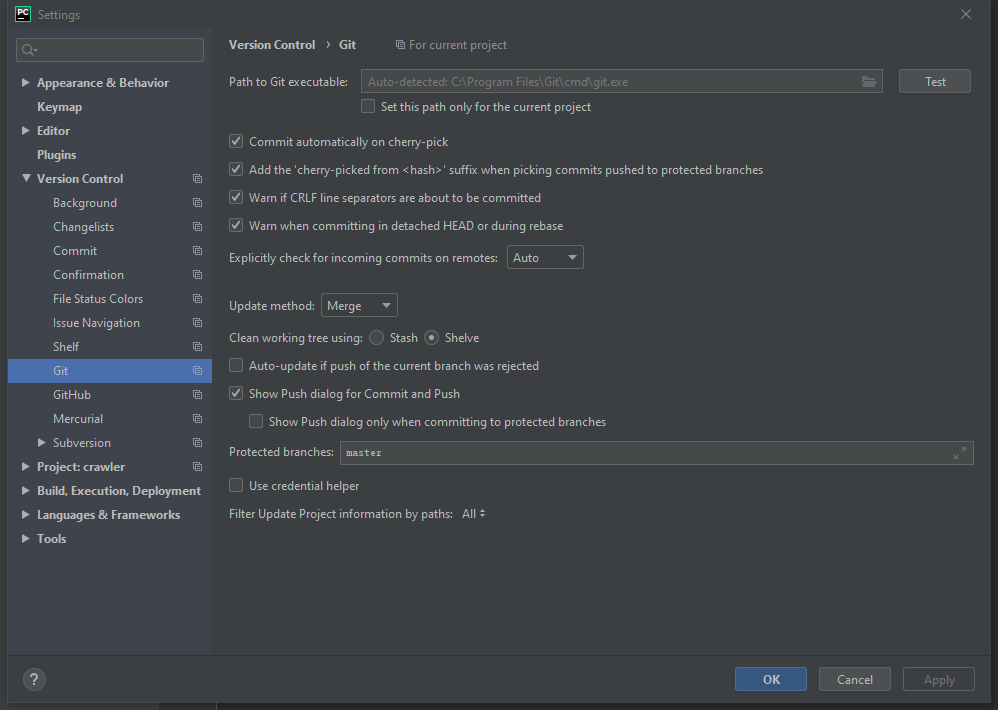 PC
Settings
Version Control › Git For current project
Path to Git executable: Auto-detected: C:\Program Files\Git\cmd\git.exe Test
Set this path only for the current project
Appearance & Behavior
Keymap
Editor
Plugins
Version Control
Background
Changelists
Commit
Confirmation
File Status Colors
Issue Navigation
Shelf
Git
GitHub
Mercurial
Subversion
Project: crawler
Build, Execution, Deployment
Languages & Frameworks
Tools
Commit automatically on cherry-pick
Add the 'cherry-picked from <hash>' suffix when picking commits pushed to protected branches
Warn if CRLF line separators are about to be committed
Warn when committing in detached HEAD or during rebase
Explicitly check for incoming commits on remotes: Auto
Update method: Merge
Clean working tree using: Stash Shelve
Auto-update if push of the current branch was rejected
Show Push dialog for Commit and Push
Show Push dialog only when committing to protected branches
Protected branches: master
Use credential helper
Filter Update Project information by paths: All
? OK Cancel Apply